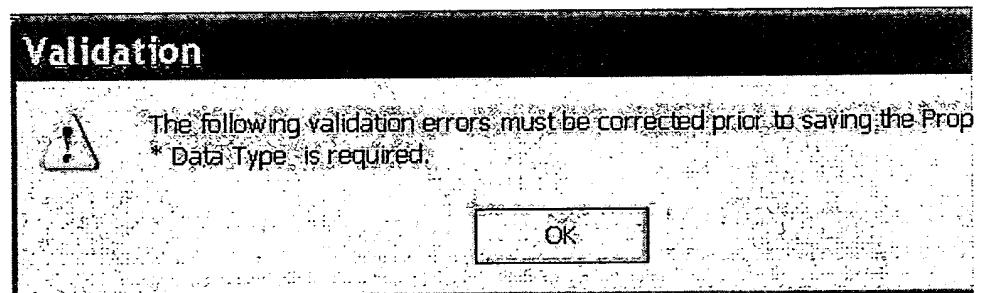 Validation
The following validation errors must be corrected prior to saving the Prop
* Data Type is required.
OK